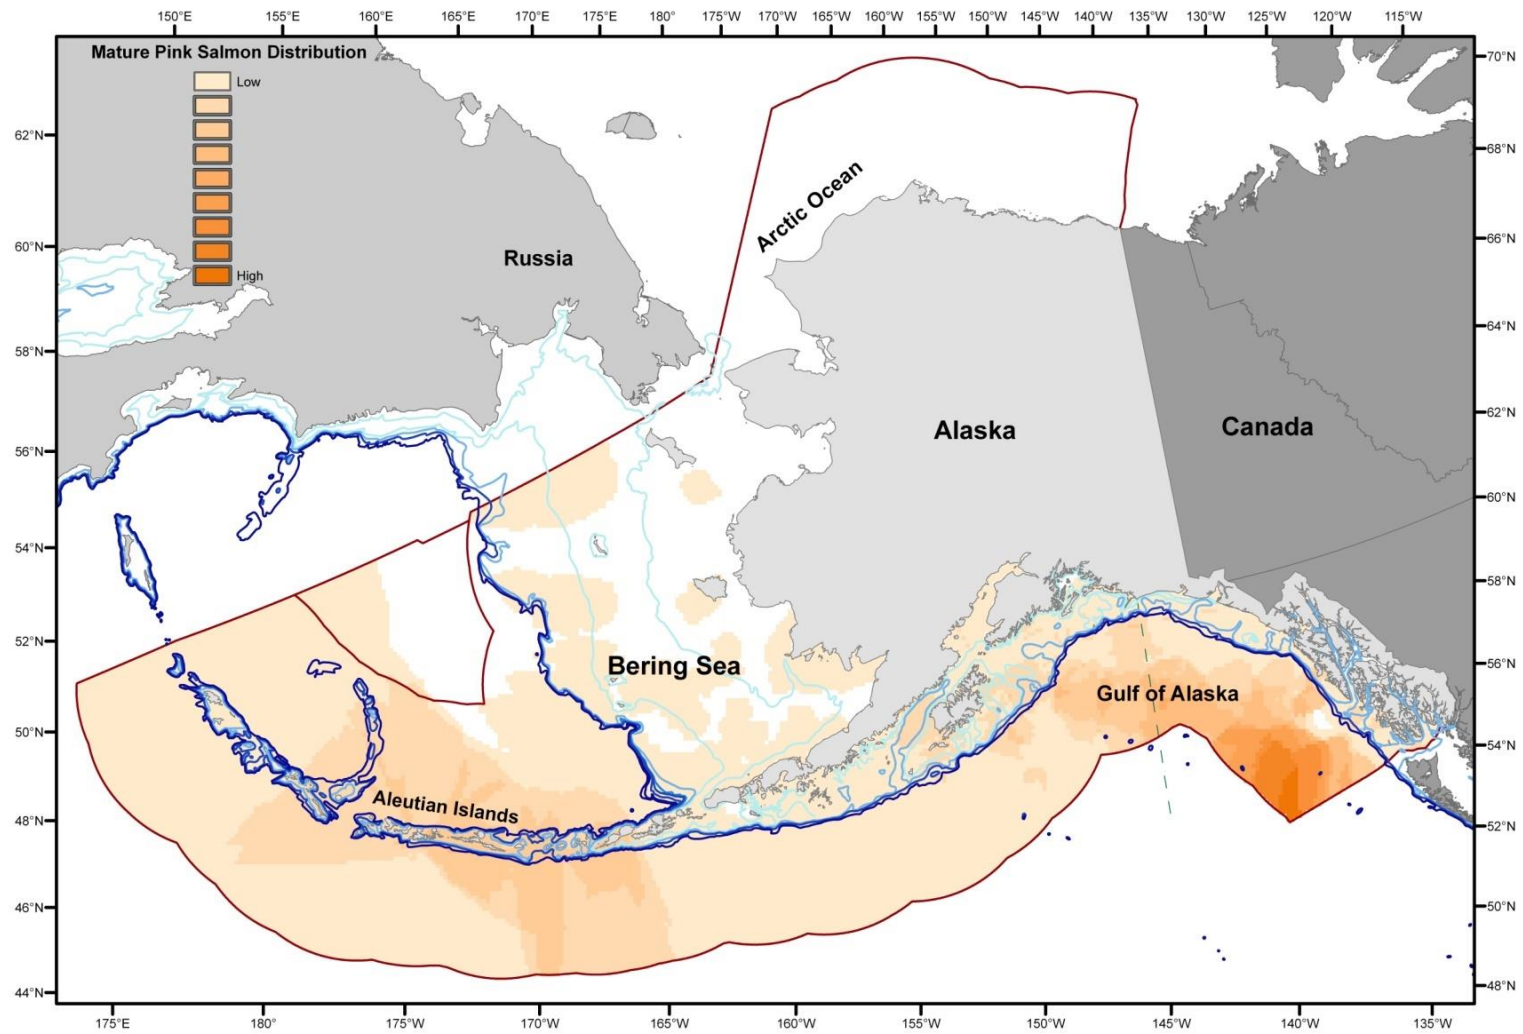 150°E 155°E 160°E 165°E 170°E 175°E 180° 175°W 170°W 165°W 160°W 155°W 150°W 145°W 140°W 135°W 130°W 125°W 120°W 115°W
Mature Pink Salmon Distribution
Low
High
70°N
62°N
68°N
Arctic Ocean
60°N
Russia
66°N
58°N
64°N
56°N
Alaska
Canada
62°N
60°N
54°N
58°N
52°N
Bering Sea
56°N
Gulf of Alaska
50°N
54°N
Aleutian Islands
48°N
52°N
46°N
50°N
44°N
48°N
175°E 180° 175°W 170°W 165°W 160°W 155°W 150°W 145°W 140°W 135°W